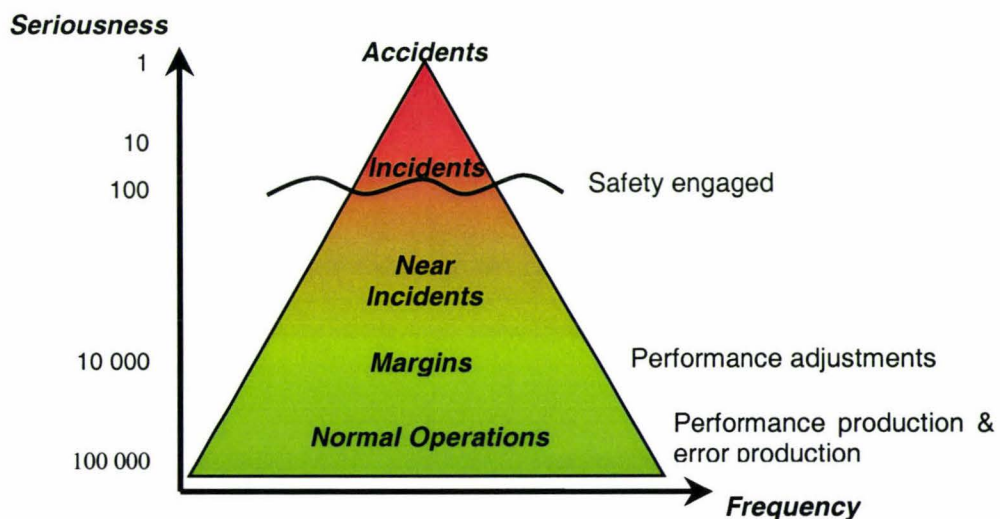 Seriousness
Accidents
1
10
Incidents
100
Safety engaged
Near
Incidents
10 000
Margins
Performance adjustments
Normal Operations
Performance production &
error production
100 000
Frequency